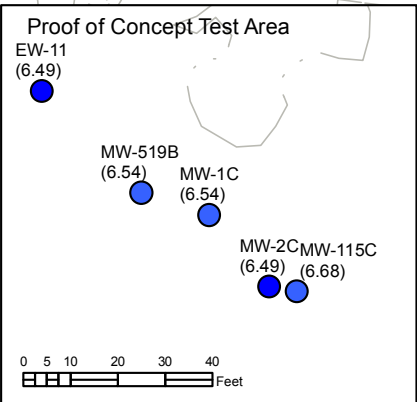 Proof of Concept Test Area
EW-11
(6.49)
MW-519B
(6.54)
MW-1C
(6.54)
MW-2C
(6.49)
MW-115C
(6.68)
0 5 10 20 30 40
Feet